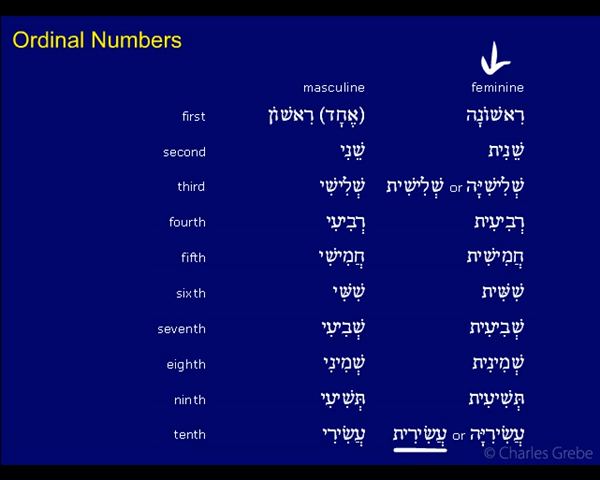 Ordinal Numbers
masculine feminine
first רִאשׁוֹן (אֶחָד) רִאשׁוֹנָה
second שֵׁנִי שֵׁנִית
third שְׁלִישִׁי שְׁלִישִׁיָּה or שְׁלִישִׁית
fourth רְבִיעִי רְבִיעִית
fifth חֲמִישִׁי חֲמִישִׁית
sixth שִׁשִּׁי שִׁשִּׁית
seventh שְׁבִיעִי שְׁבִיעִית
eighth שְׁמִינִי שְׁמִינִית
ninth תְּשִׁיעִי תְּשִׁיעִית
tenth עֲשִׂירִי עֲשִׂירִיָּה or עֲשִׂירִית
© Charles Grebe